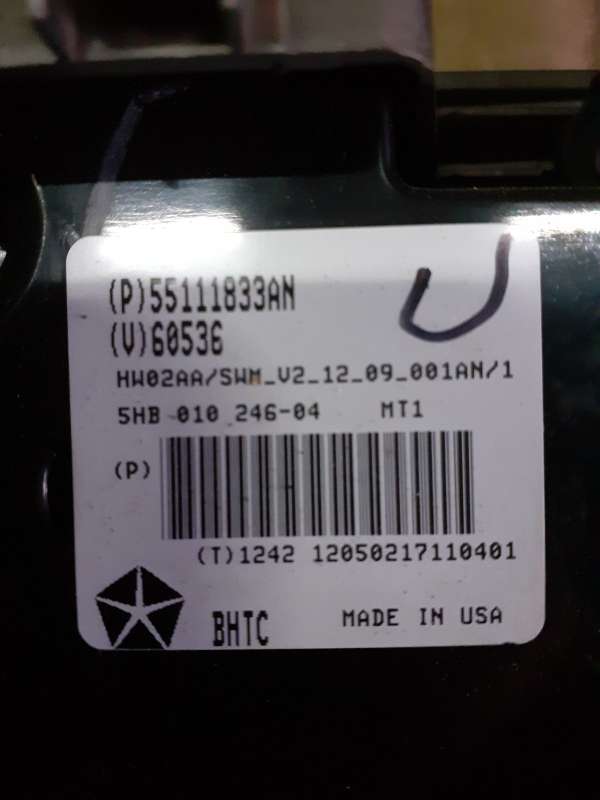 (P)55111833AN
(V)60536
HW02AA/SWM_V2_12_09_001AN/1
5HB 010 246-04 MT1
(P)
(T)1242 12050217110401
BHTC MADE IN USA